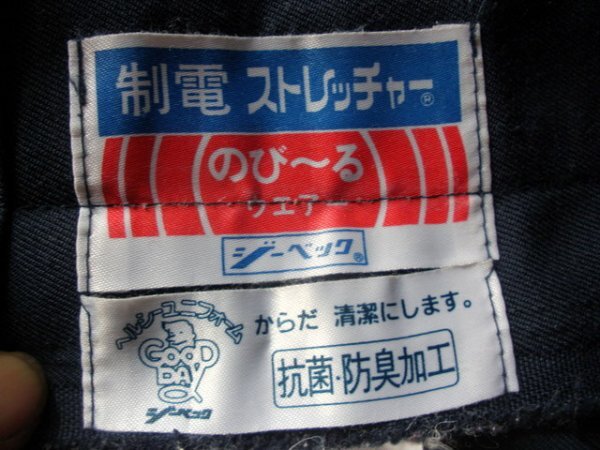 制電 ストレッチャー®
のび〜る
ウエアー
ジーベック®
ヘルシーユニフォーム
GOOD
ジーベック
からだ 清潔にします。
抗菌・防臭加工